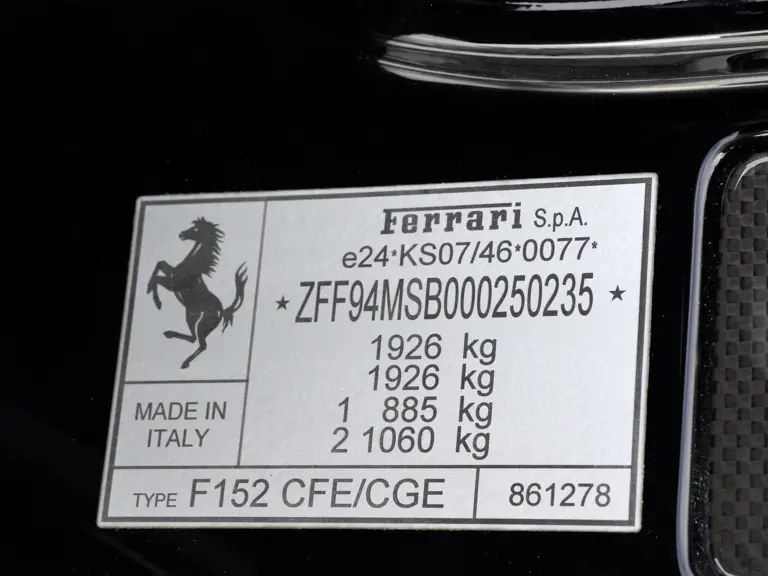 Ferrari S.p.A.
e24*KS07/46*0077*
★ ZFF94MSB000250235 ★
1926 kg
1926 kg
1 885 kg
2 1060 kg
MADE IN
ITALY
TYPE F152 CFE/CGE
861278